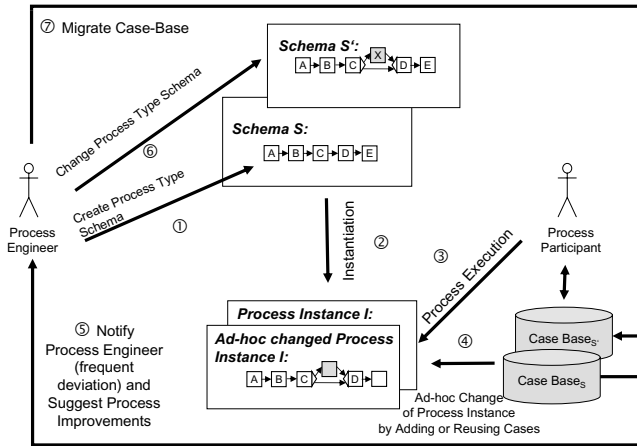 ⑦ Migrate Case-Base
Schema S':
A B C X D E
Change Process Type Schema
⑥
Schema S:
A B C D E
Create Process Type
Schema
①
Process
Engineer
Process
Participant
Instantiation
②
③
Process Execution
Process Instance I:
Ad-hoc changed Process
Instance I:
A B C D
④
Case Base S'
Case Base S
⑤ Notify
Process Engineer
(frequent
deviation) and
Suggest Process
Improvements
Ad-hoc Change
of Process Instance
by Adding or Reusing Cases